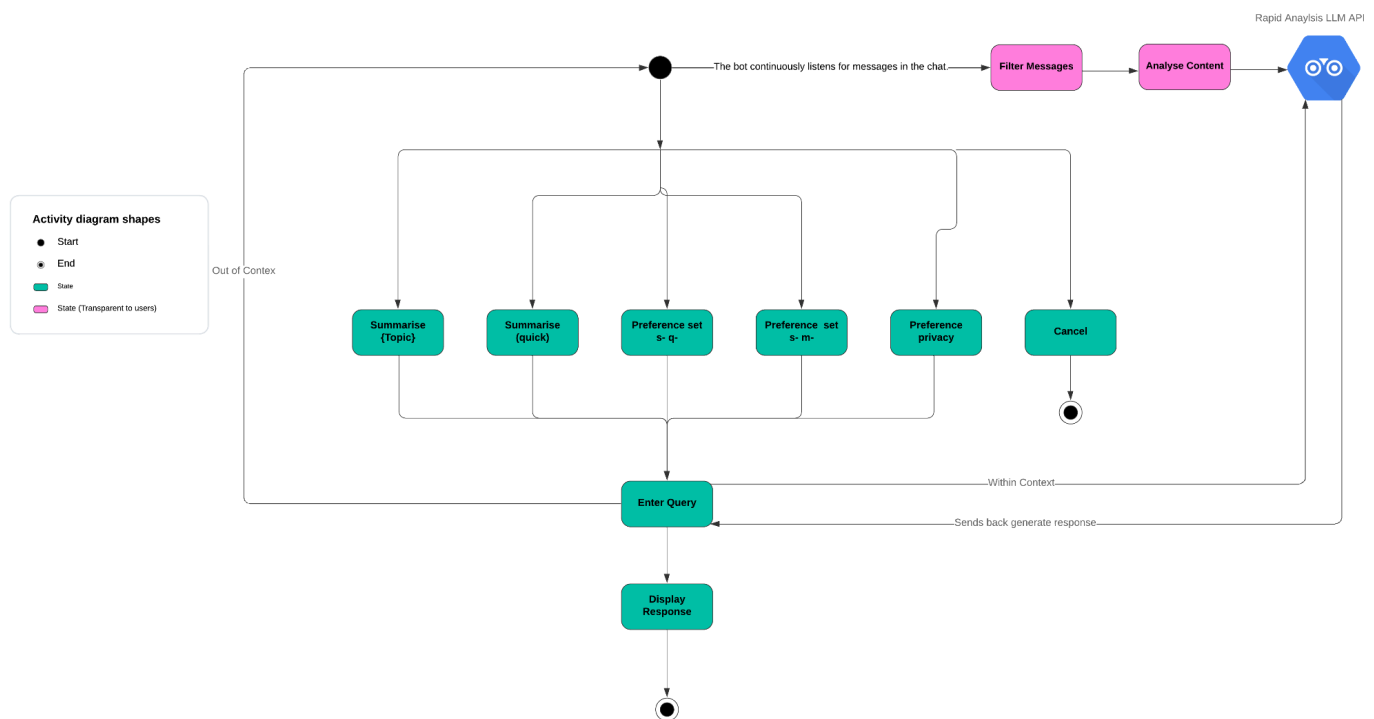 Rapid Anaylsis LLM API
The bot continuously listens for messages in the chat.
Filter Messages
Analyse Content
Activity diagram shapes
Start
End
State
State (Transparent to users)
Out of Contex
Summarise
{Topic}
Summarise
(quick)
Preference set
s- q-
Preference set
s- m-
Preference
privacy
Cancel
Enter Query
Within Context
Sends back generate response
Display
Response